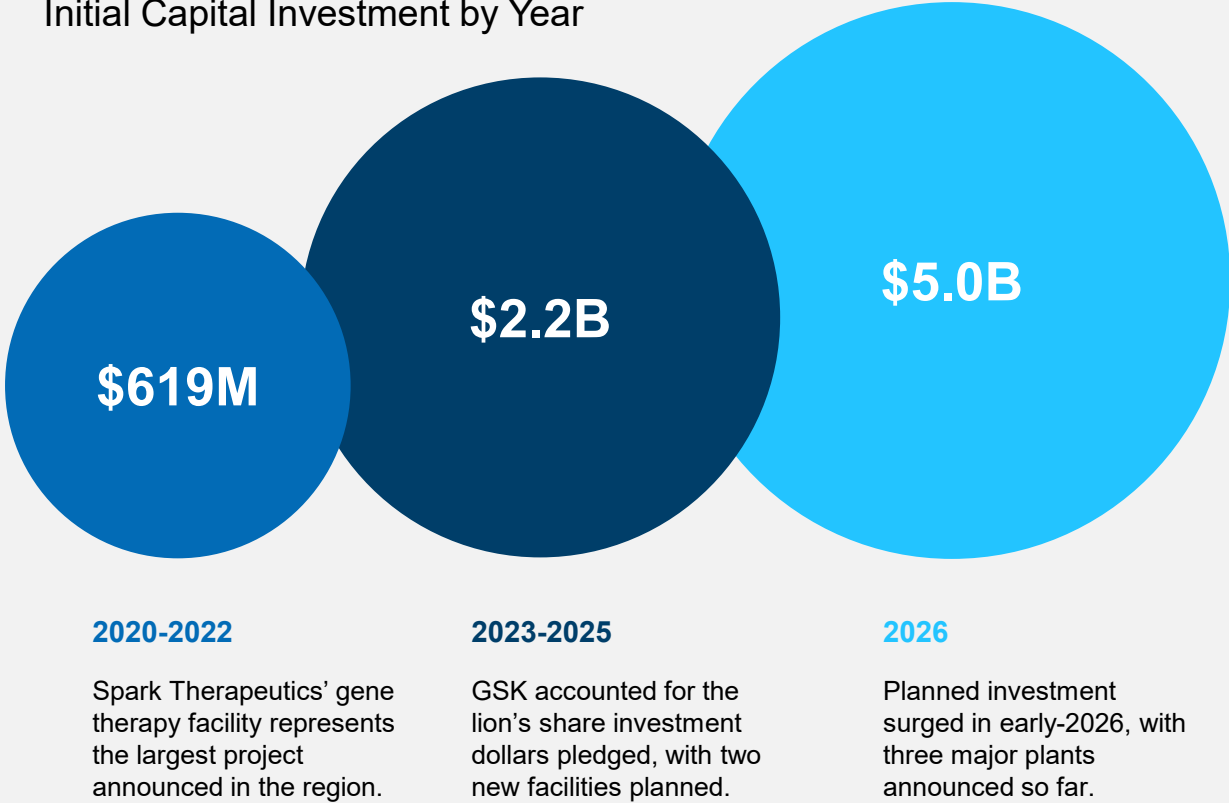 Initial Capital Investment by Year
$619M
$2.2B
$5.0B
2020-2022
Spark Therapeutics’ gene
therapy facility represents
the largest project
announced in the region.
2023-2025
GSK accounted for the
lion’s share investment
dollars pledged, with two
new facilities planned.
2026
Planned investment
surged in early-2026, with
three major plants
announced so far.